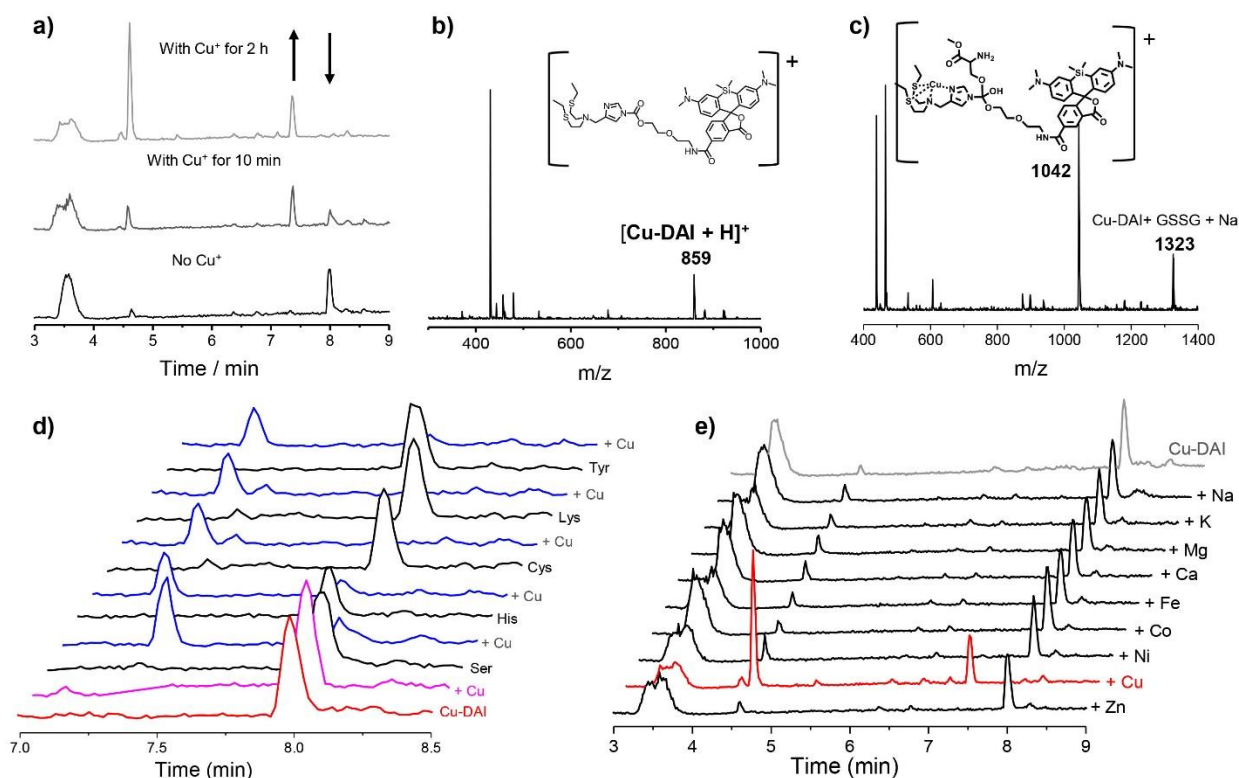 a)
With Cu⁺ for 2 h
With Cu⁺ for 10 min
No Cu⁺
3 4 5 6 7 8 9
Time / min
b)
+
[Cu-DAI + H]⁺
859
400 600 800 1000
m/z
c)
+
1042
Cu-DAI+ GSSG + Na
1323
400 600 800 1000 1200 1400
m/z
d)
+ Cu
Tyr
+ Cu
Lys
+ Cu
Cys
+ Cu
His
+ Cu
Ser
+ Cu
Cu-DAI
7.0 7.5 8.0 8.5
Time (min)
e)
Cu-DAI
+ Na
+ K
+ Mg
+ Ca
+ Fe
+ Co
+ Ni
+ Cu
+ Zn
3 4 5 6 7 8 9
Time (min)